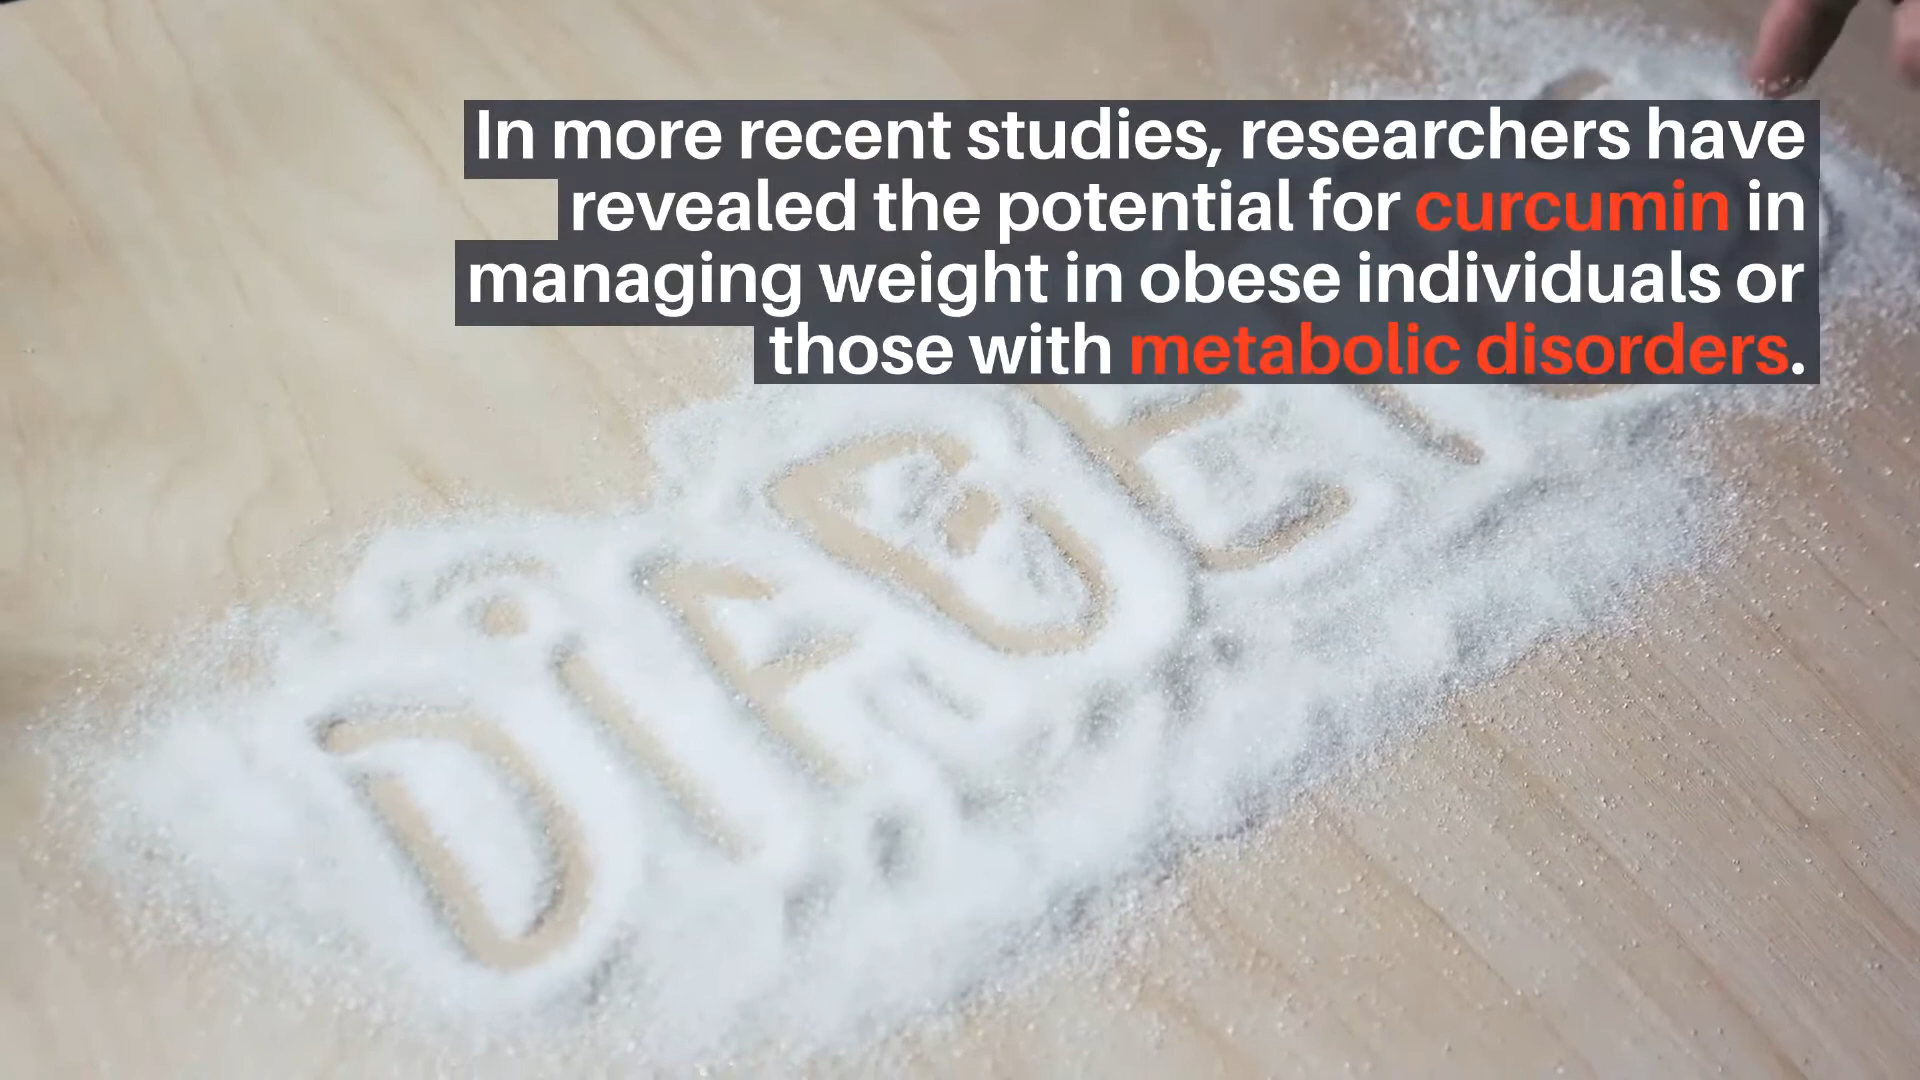 In more recent studies, researchers have
revealed the potential for curcumin in
managing weight in obese individuals or
those with metabolic disorders.